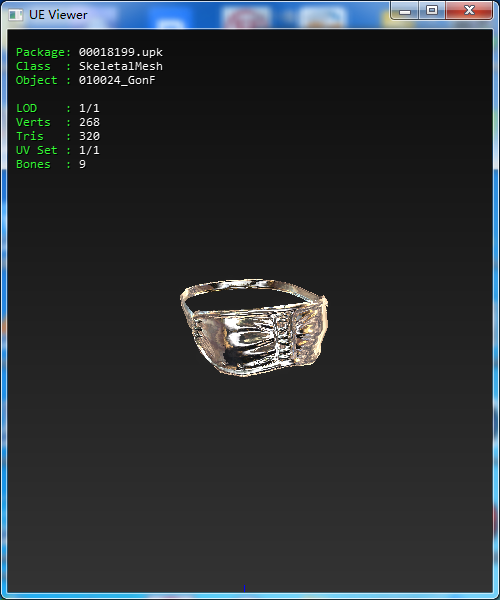 UE Viewer
Package: 00018199.upk
Class : SkeletalMesh
Object : 010024_GonF
LOD : 1/1
Verts : 268
Tris : 320
UV Set : 1/1
Bones : 9